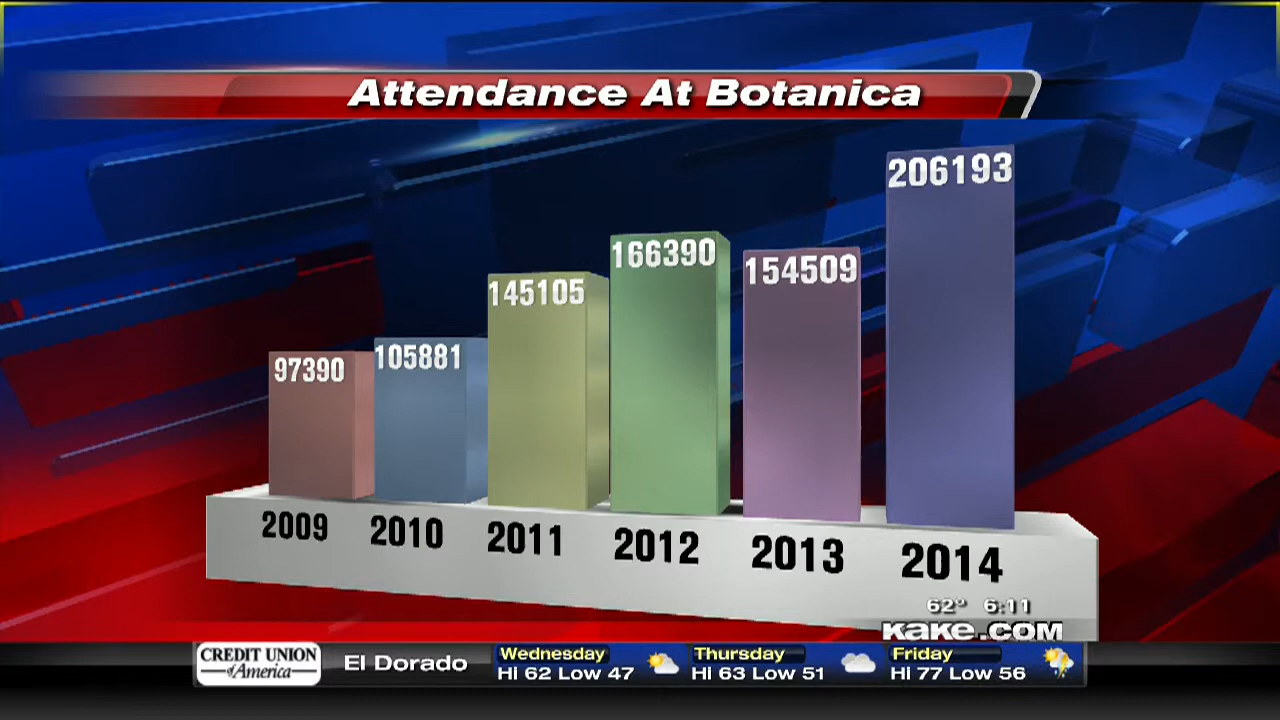 Attendance At Botanica
206193
166390
154509
145105
105881
97390
2009 2010 2011 2012 2013 2014
62° 6:11
KAKE.COM
CREDIT UNION
of America
El Dorado
Wednesday
HI 62 Low 47
Thursday
HI 63 Low 51
Friday
HI 77 Low 56